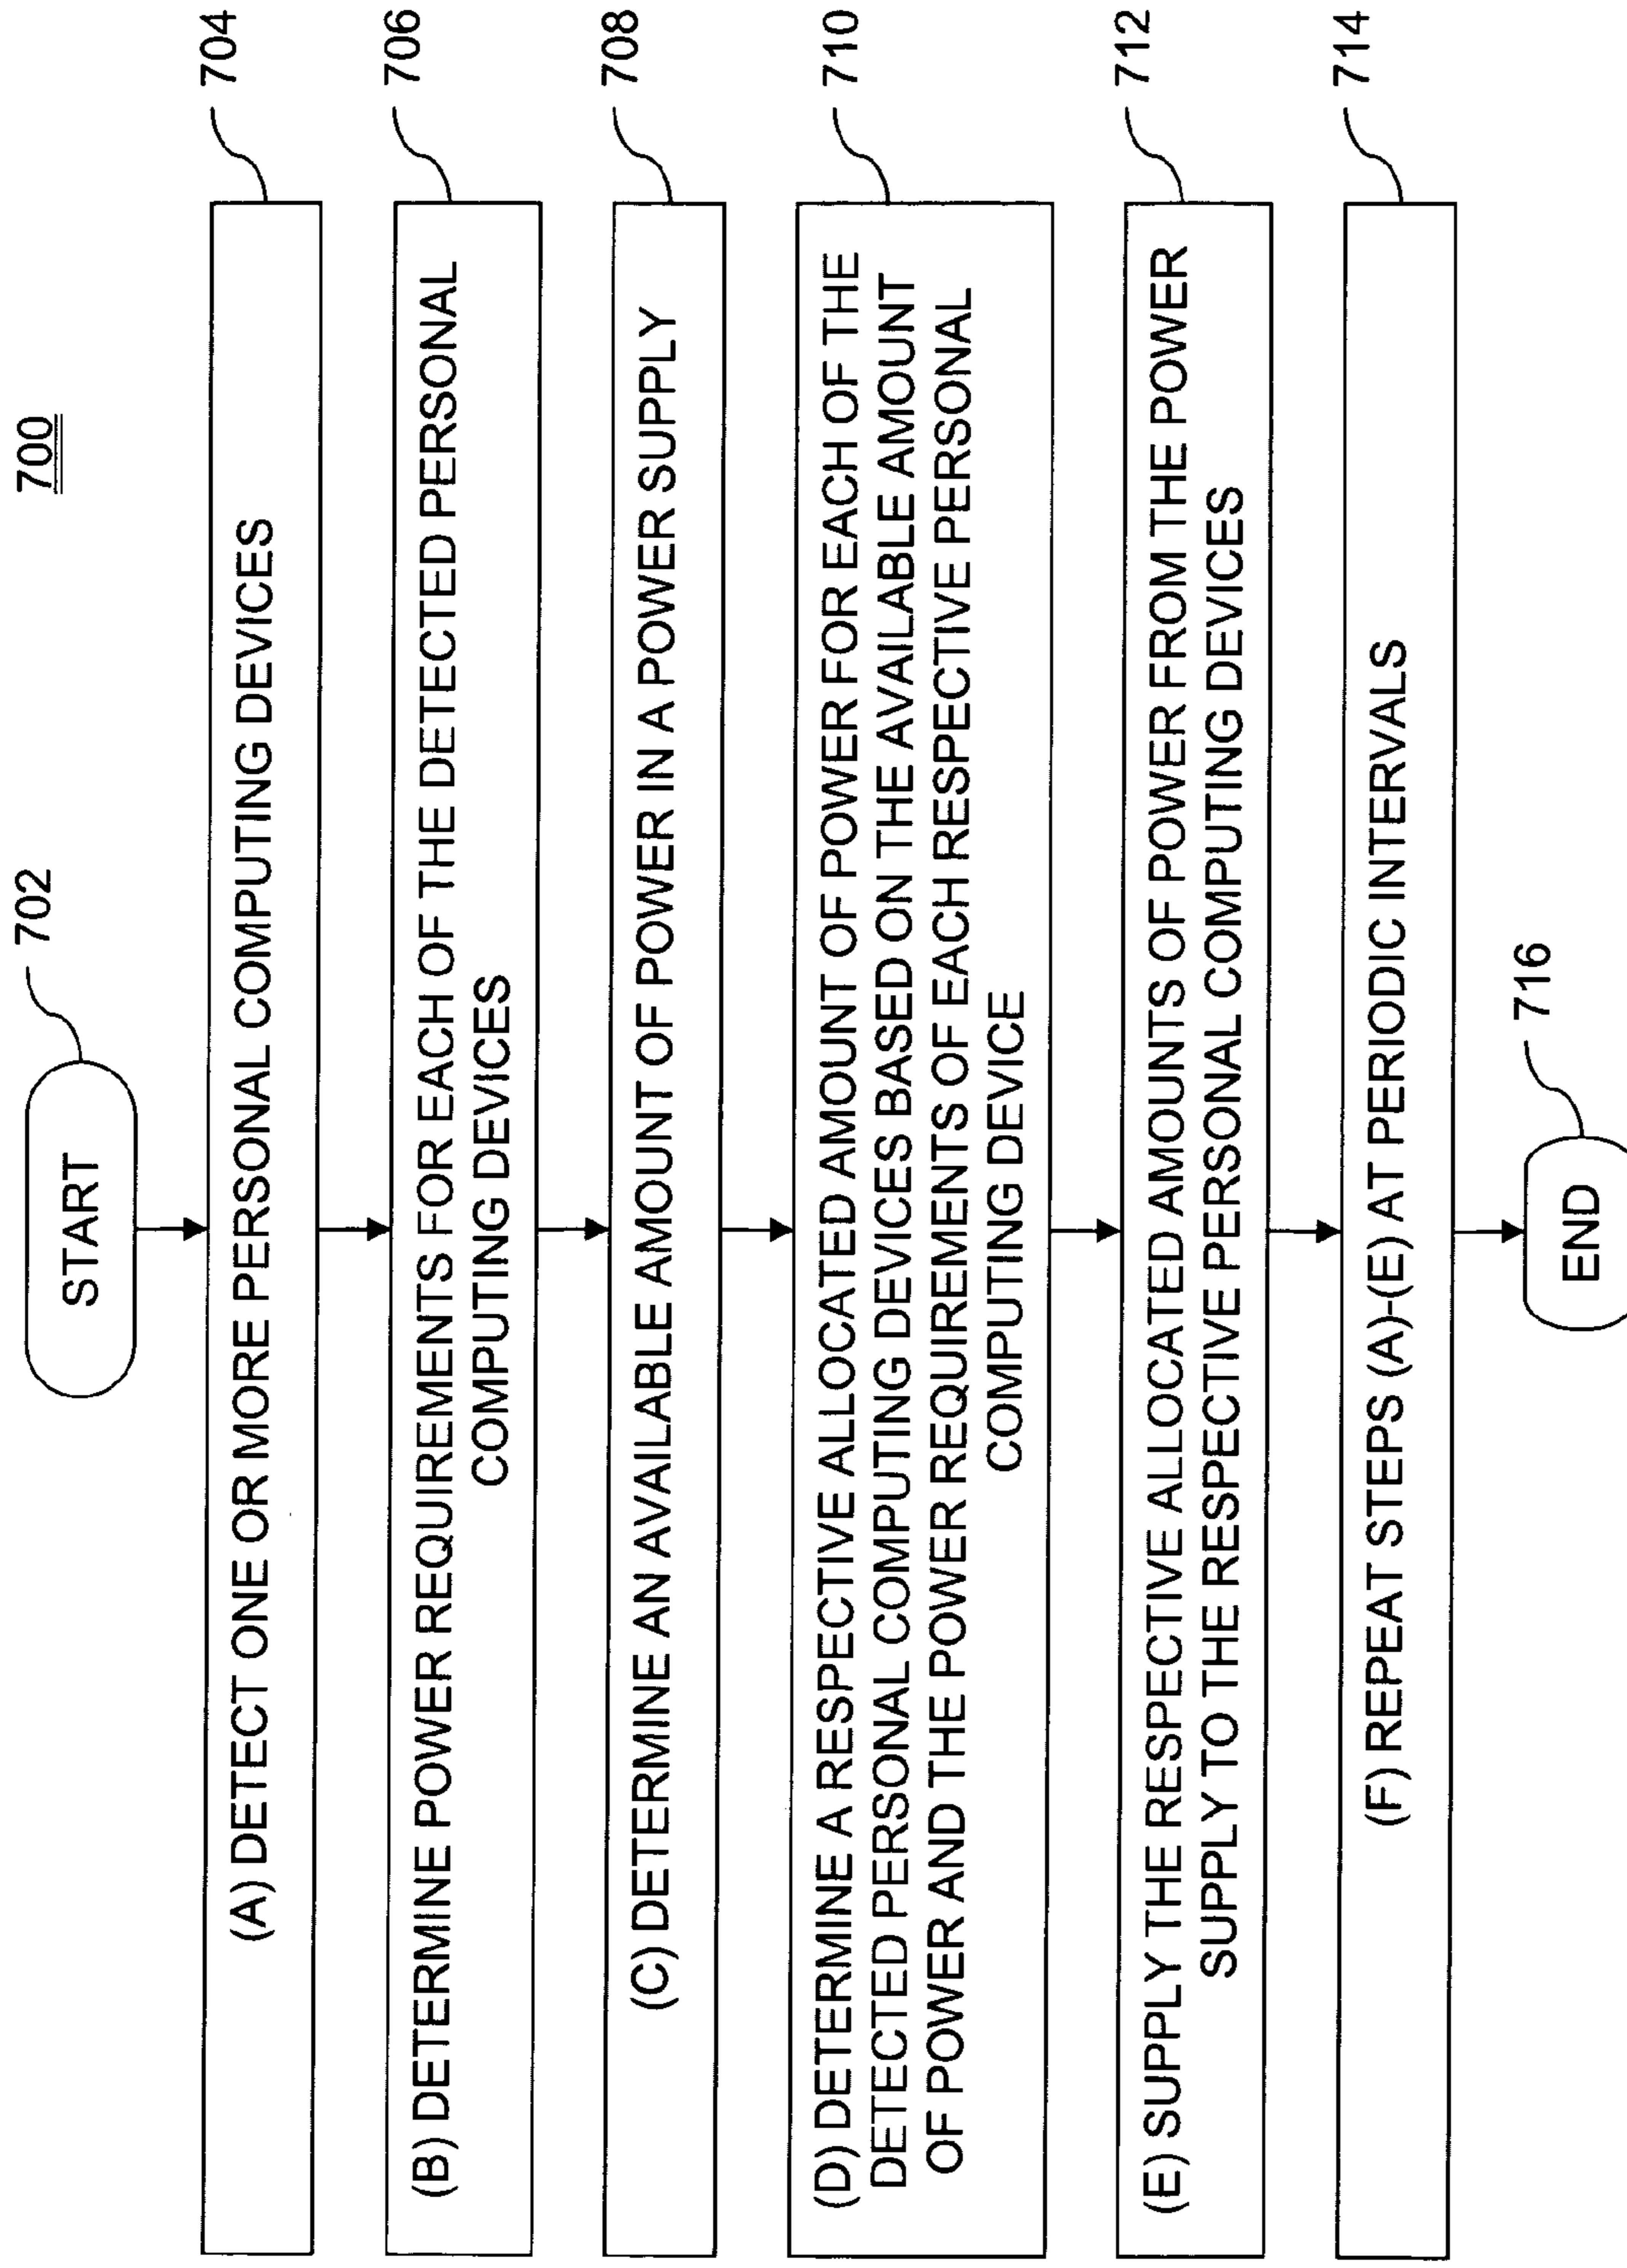 700
702
START
704
(A) DETECT ONE OR MORE PERSONAL COMPUTING DEVICES
706
(B) DETERMINE POWER REQUIREMENTS FOR EACH OF THE DETECTED PERSONAL
COMPUTING DEVICES
708
(C) DETERMINE AN AVAILABLE AMOUNT OF POWER IN A POWER SUPPLY
710
(D) DETERMINE A RESPECTIVE ALLOCATED AMOUNT OF POWER FOR EACH OF THE
DETECTED PERSONAL COMPUTING DEVICES BASED ON THE AVAILABLE AMOUNT
OF POWER AND THE POWER REQUIREMENTS OF EACH RESPECTIVE PERSONAL
COMPUTING DEVICE
712
(E) SUPPLY THE RESPECTIVE ALLOCATED AMOUNTS OF POWER FROM THE POWER
SUPPLY TO THE RESPECTIVE PERSONAL COMPUTING DEVICES
714
(F) REPEAT STEPS (A)-(E) AT PERIODIC INTERVALS
716
END